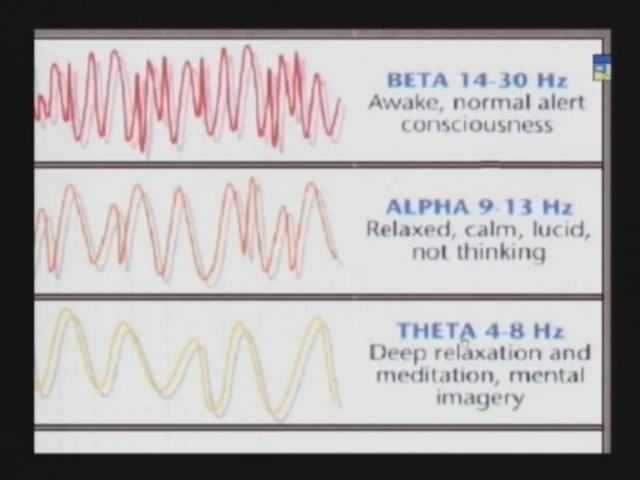 BETA 14-30 Hz
Awake, normal alert
consciousness
ALPHA 9-13 Hz
Relaxed, calm, lucid,
not thinking
THETA 4-8 Hz
Deep relaxation and
meditation, mental
imagery